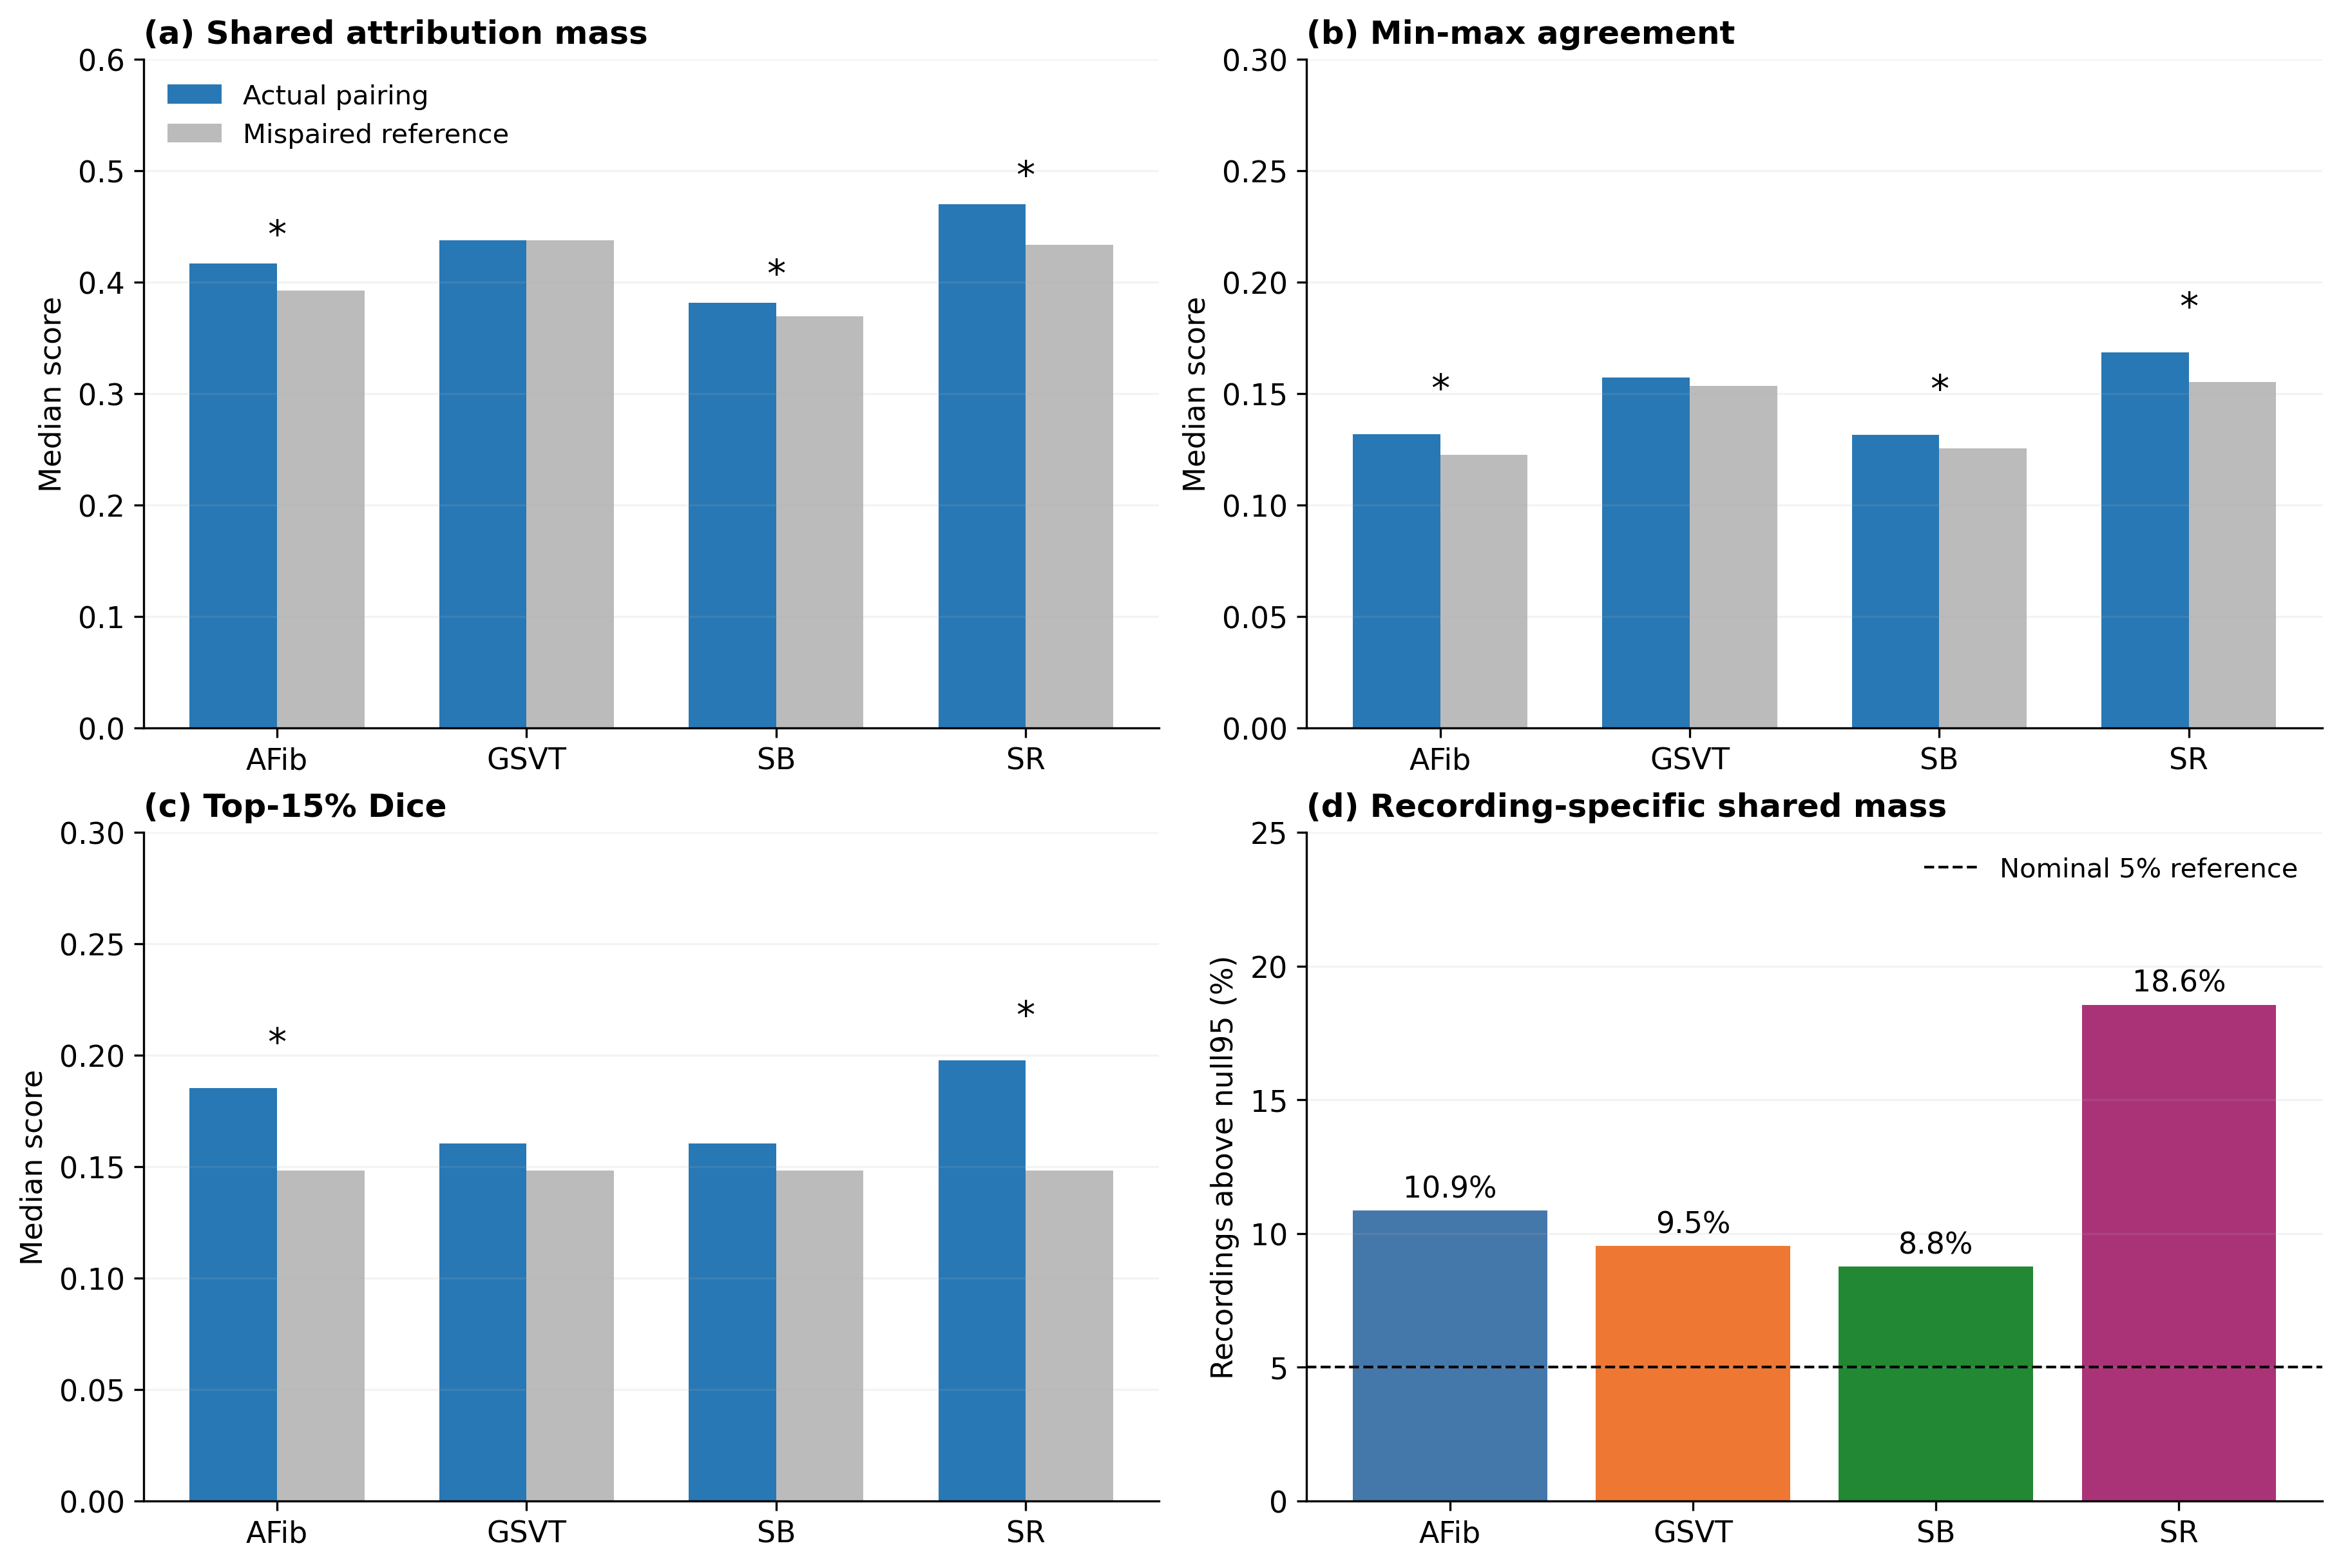 (a) Shared attribution mass
Median score
0.6
0.5
0.4
0.3
0.2
0.1
0.0
Actual pairing
Mispaired reference
*
*
*
AFib
GSVT
SB
SR
(b) Min-max agreement
Median score
0.30
0.25
0.20
0.15
0.10
0.05
0.00
*
*
*
AFib
GSVT
SB
SR
(c) Top-15% Dice
Median score
0.30
0.25
0.20
0.15
0.10
0.05
0.00
*
*
AFib
GSVT
SB
SR
(d) Recording-specific shared mass
Recordings above null95 (%)
25
20
15
10
5
0
Nominal 5% reference
10.9%
9.5%
8.8%
18.6%
AFib
GSVT
SB
SR